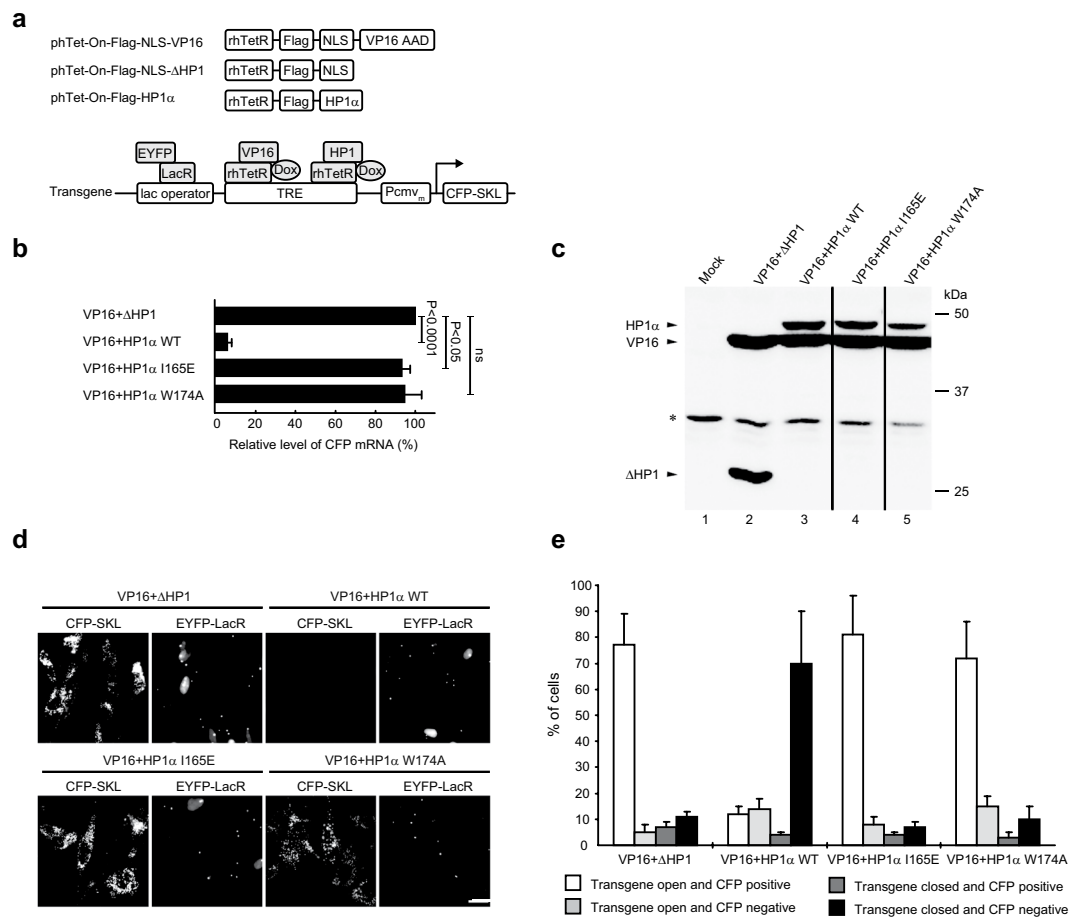 a
phTet-On-Flag-NLS-VP16 rhTetR Flag NLS VP16 AAD
phTet-On-Flag-NLS-ΔHP1 rhTetR Flag NLS
phTet-On-Flag-HP1α rhTetR Flag HP1α
EYFP VP16 HP1
LacR rhTetR Dox rhTetR Dox
Transgene lac operator TRE Pcmvm CFP-SKL
b
VP16+ΔHP1
VP16+HP1α WT
VP16+HP1α I165E
VP16+HP1α W174A
P<0.0001
P<0.05
ns
0 20 40 60 80 100
Relative level of CFP mRNA (%)
c
Mock
VP16+ΔHP1
VP16+HP1α WT
VP16+HP1α I165E
VP16+HP1α W174A
kDa
HP1α
VP16
*
ΔHP1
50
37
25
1 2 3 4 5
d
VP16+ΔHP1 VP16+HP1α WT
CFP-SKL EYFP-LacR CFP-SKL EYFP-LacR
VP16+HP1α I165E VP16+HP1α W174A
CFP-SKL EYFP-LacR CFP-SKL EYFP-LacR
e
% of cells
100
90
80
70
60
50
40
30
20
10
0
VP16+ΔHP1 VP16+HP1α WT VP16+HP1α I165E VP16+HP1α W174A
Transgene open and CFP positive
Transgene open and CFP negative
Transgene closed and CFP positive
Transgene closed and CFP negative